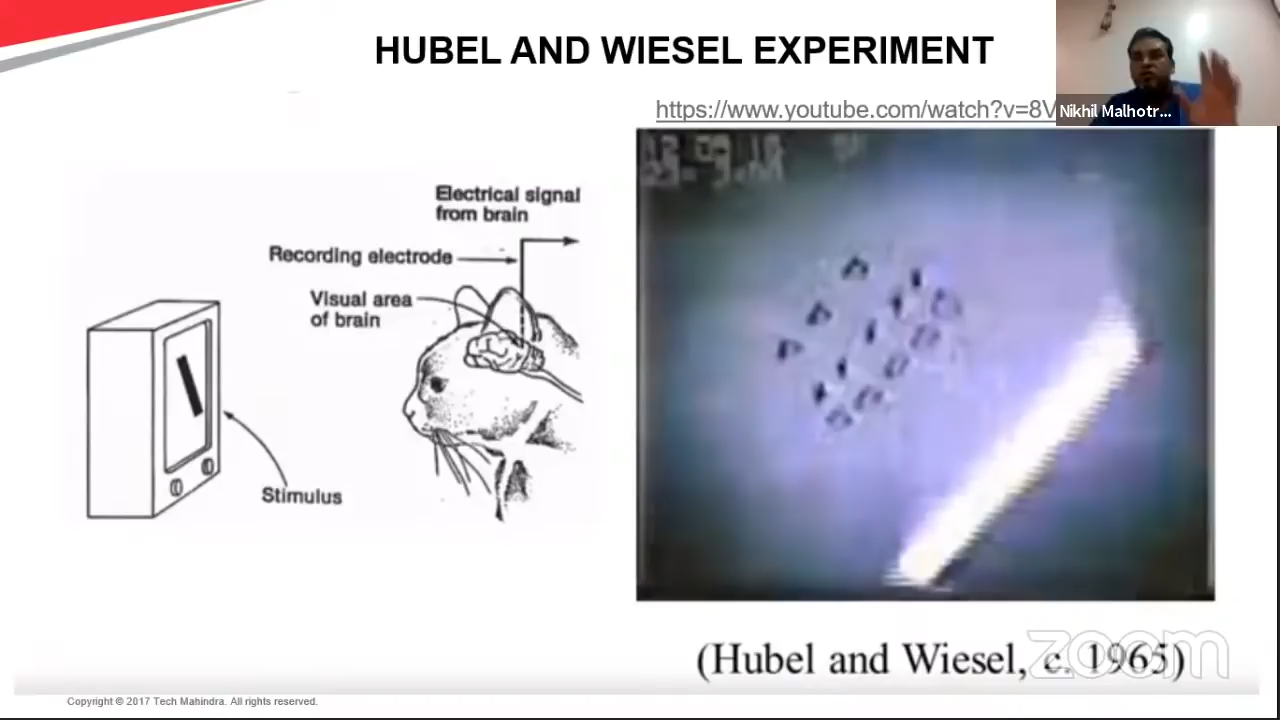 HUBEL AND WIESEL EXPERIMENT
https://www.youtube.com/watch?v=8V
Nikhil Malhotr...
Electrical signal
from brain
Recording electrode
Visual area
of brain
Stimulus
(Hubel and Wiesel, c. 1965)
zoom
Copyright © 2017 Tech Mahindra. All rights reserved.